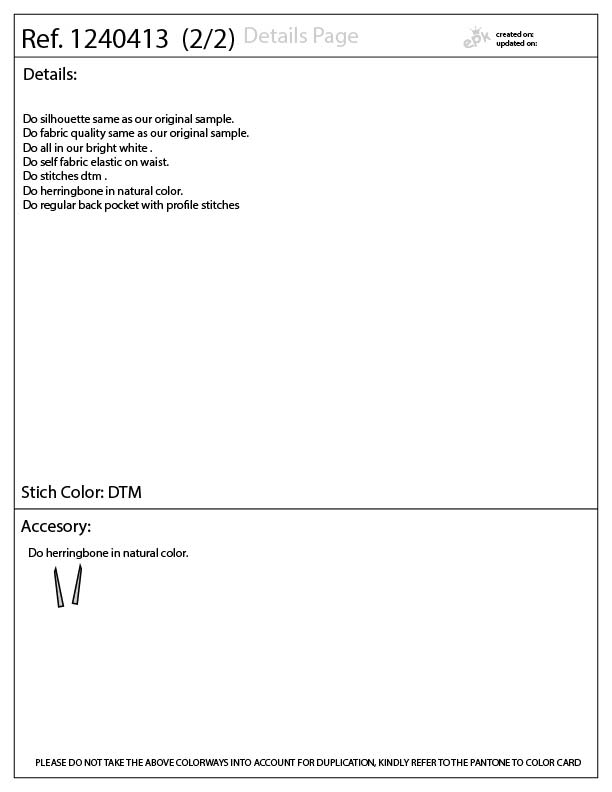 Ref. 1240413 (2/2) Details Page
epk
created on:
updated on:
Details:
Do silhouette same as our original sample.
Do fabric quality same as our original sample.
Do all in our bright white .
Do self fabric elastic on waist.
Do stitches dtm .
Do herringbone in natural color.
Do regular back pocket with profile stitches
Stich Color: DTM
Accesory:
Do herringbone in natural color.
PLEASE DO NOT TAKE THE ABOVE COLORWAYS INTO ACCOUNT FOR DUPLICATION, KINDLY REFER TO THE PANTONE TO COLOR CARD